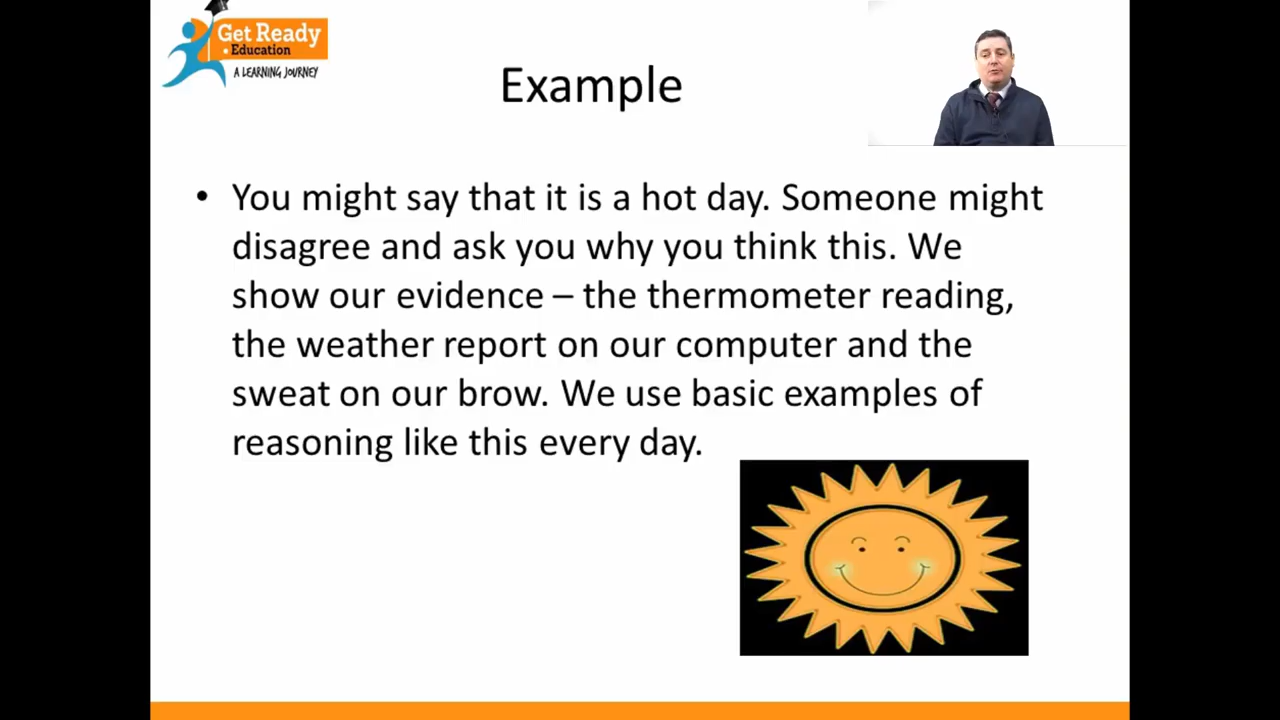 Get Ready
Education
A LEARNING JOURNEY
Example
• You might say that it is a hot day. Someone might
disagree and ask you why you think this. We
show our evidence – the thermometer reading,
the weather report on our computer and the
sweat on our brow. We use basic examples of
reasoning like this every day.